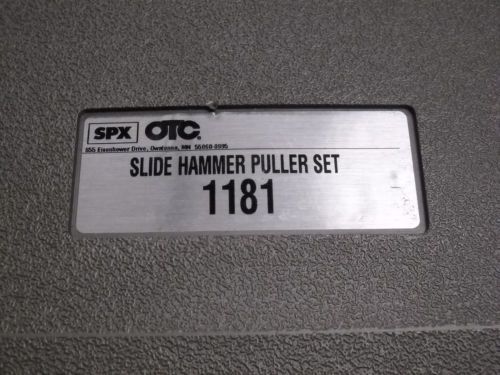 SPX OTC®
655 Eisenhower Drive, Owatonna, MN 55060-0995
SLIDE HAMMER PULLER SET
1181